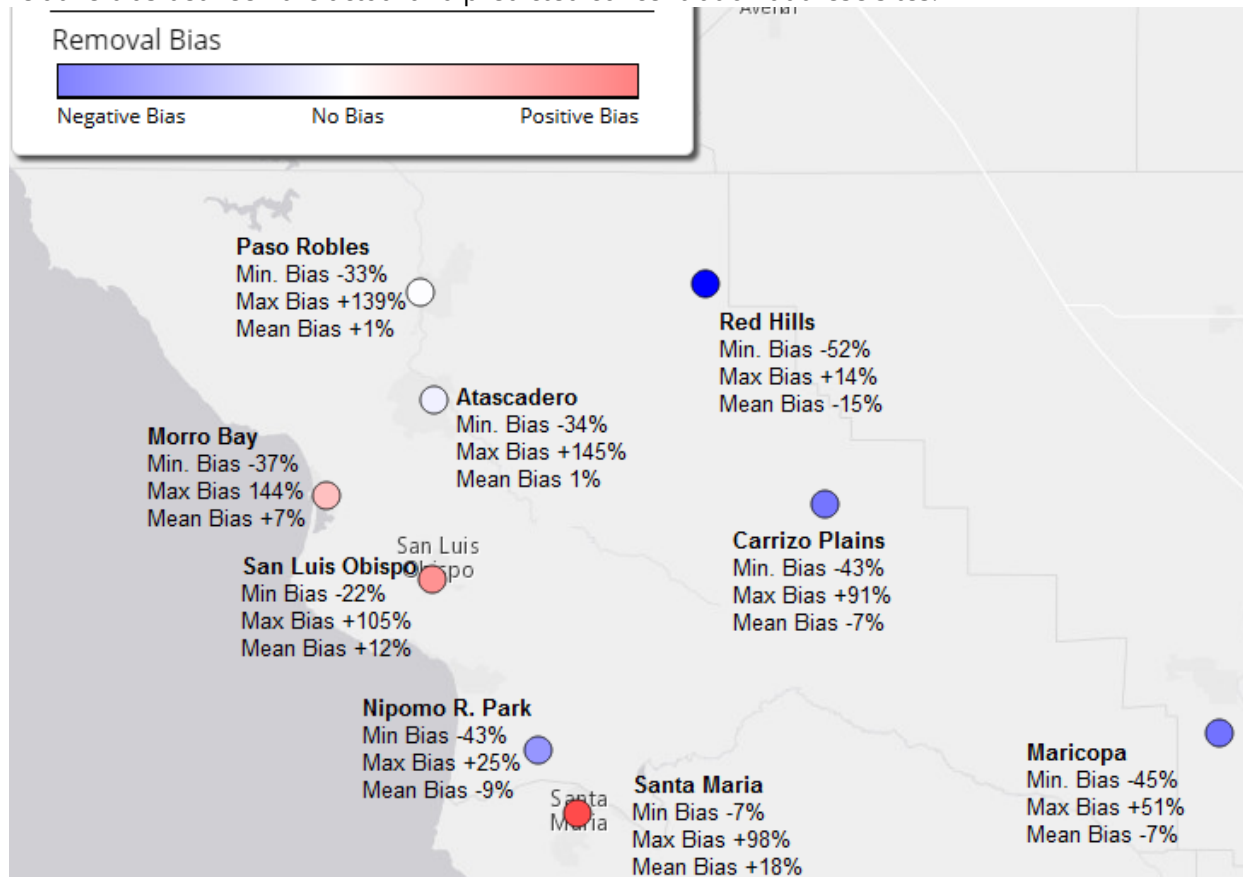 Avenal
Removal Bias
Negative Bias No Bias Positive Bias
Paso Robles
Min. Bias -33%
Max Bias +139%
Mean Bias +1%
Red Hills
Min. Bias -52%
Max Bias +14%
Mean Bias -15%
Atascadero
Min. Bias -34%
Max Bias +145%
Mean Bias 1%
Morro Bay
Min. Bias -37%
Max Bias 144%
Mean Bias +7%
San Luis
Obispo
San Luis Obispo
Min Bias -22%
Max Bias +105%
Mean Bias +12%
Carrizo Plains
Min. Bias -43%
Max Bias +91%
Mean Bias -7%
Nipomo R. Park
Min Bias -43%
Max Bias +25%
Mean Bias -9%
Santa
Maria
Santa Maria
Min Bias -7%
Max Bias +98%
Mean Bias +18%
Maricopa
Min. Bias -45%
Max Bias +51%
Mean Bias -7%